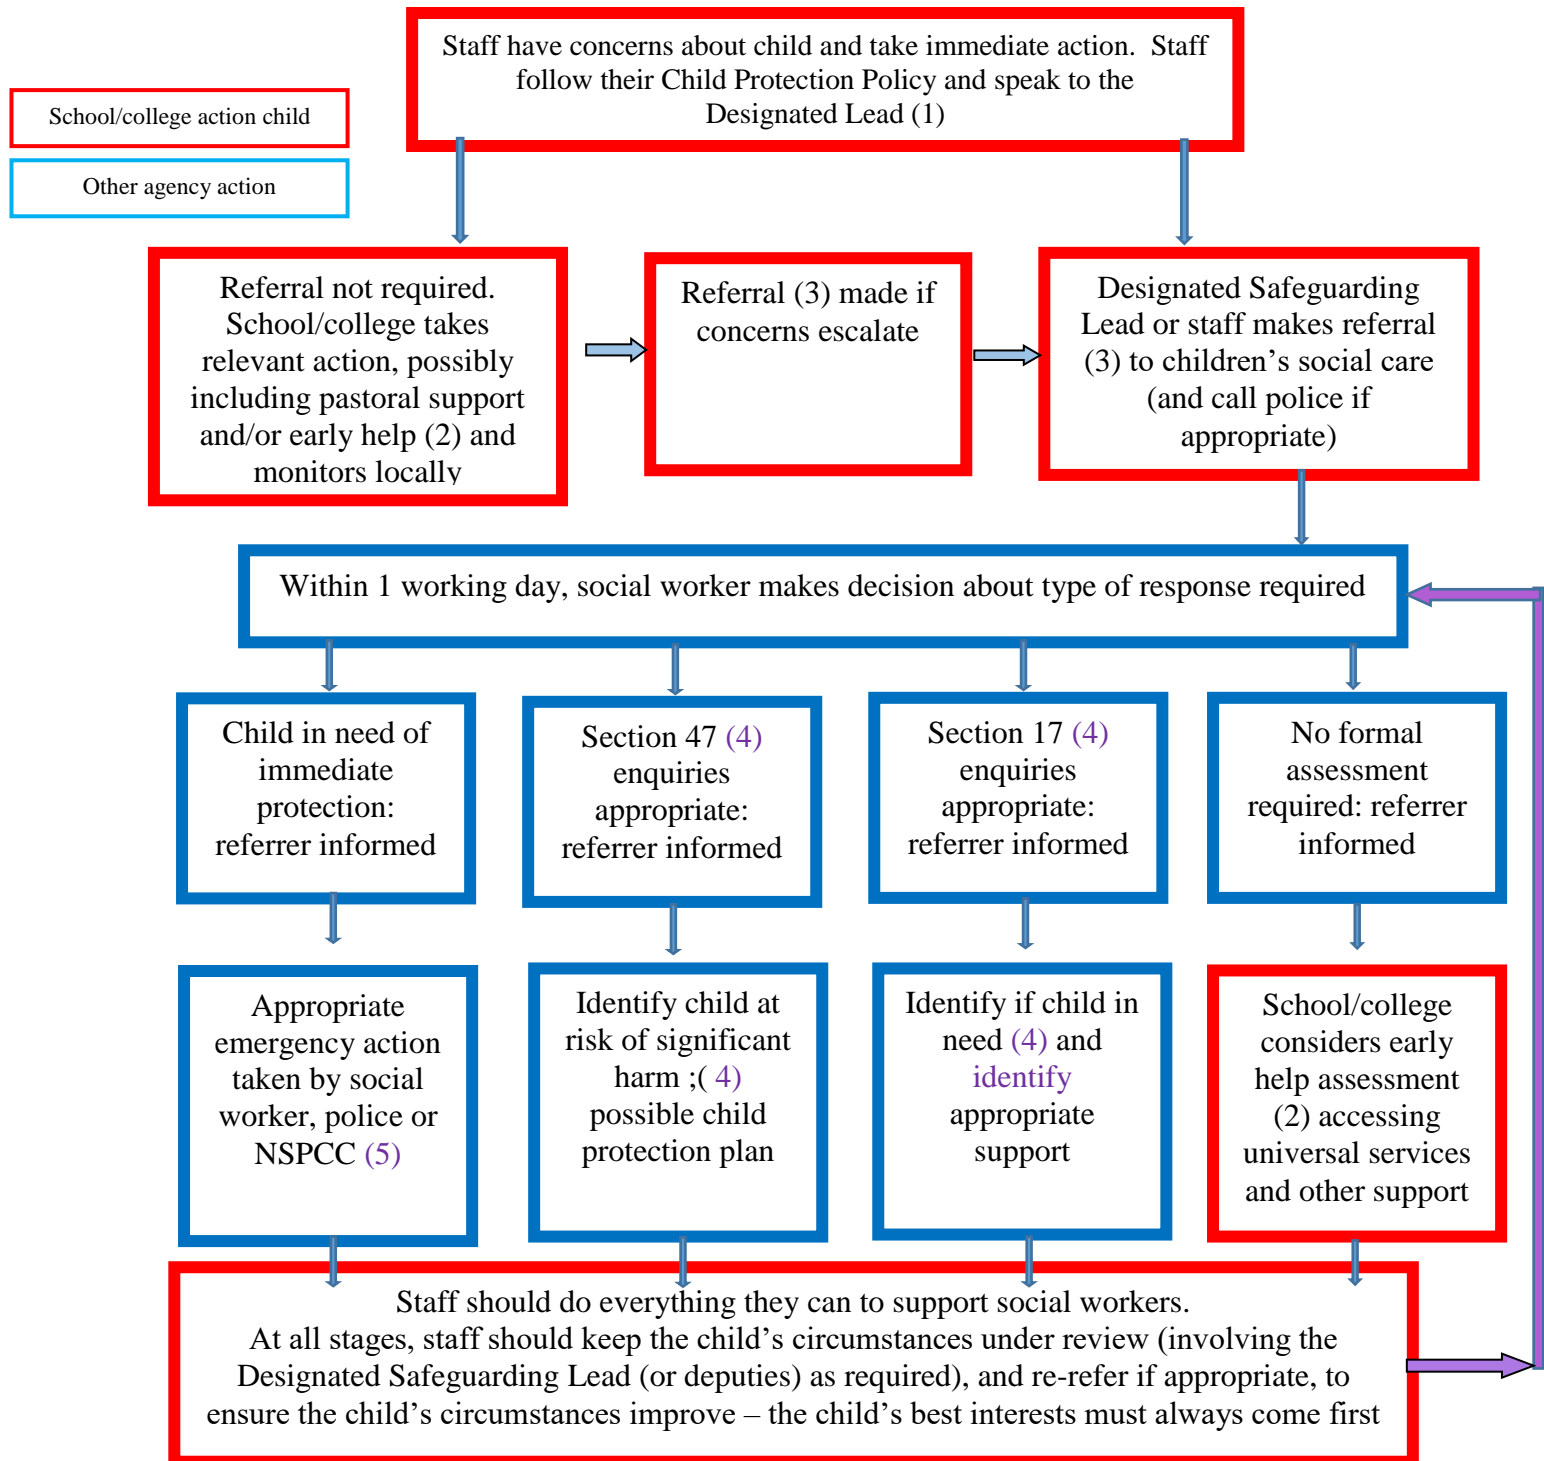 Staff have concerns about child and take immediate action.  Staff
follow their Child Protection Policy and speak to the
Designated Lead (1)
School/college action child
Other agency action
Referral not required.
School/college takes
relevant action, possibly
including pastoral support
and/or early help (2) and
monitors locally
Referral (3) made if
concerns escalate
Designated Safeguarding
Lead or staff makes referral
(3) to children’s social care
(and call police if
appropriate)
Within 1 working day, social worker makes decision about type of response required
Child in need of
immediate
protection:
referrer informed
Section 47 (4)
enquiries
appropriate:
referrer informed
Section 17 (4)
enquiries
appropriate:
referrer informed
No formal
assessment
required: referrer
informed
Appropriate
emergency action
taken by social
worker, police or
NSPCC (5)
Identify child at
risk of significant
harm ;( 4)
possible child
protection plan
Identify if child in
need (4) and
identify
appropriate
support
School/college
considers early
help assessment
(2) accessing
universal services
and other support
Staff should do everything they can to support social workers.
At all stages, staff should keep the child’s circumstances under review (involving the
Designated Safeguarding Lead (or deputies) as required), and re-refer if appropriate, to
ensure the child’s circumstances improve – the child’s best interests must always come first